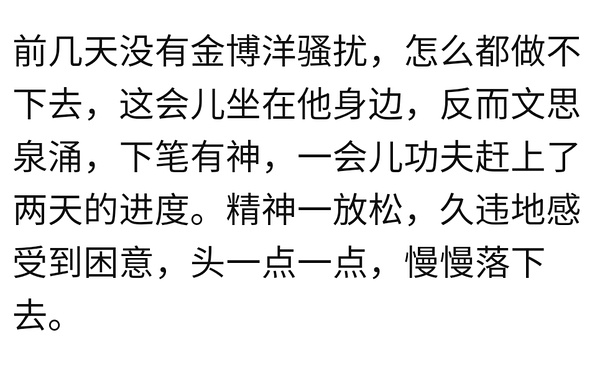 前几天没有金博洋骚扰，怎么都做不
下去，这会儿坐在他身边，反而文思
泉涌，下笔有神，一会儿功夫赶上了
两天的进度。精神一放松，久违地感
受到困意，头一点一点，慢慢落下
去。